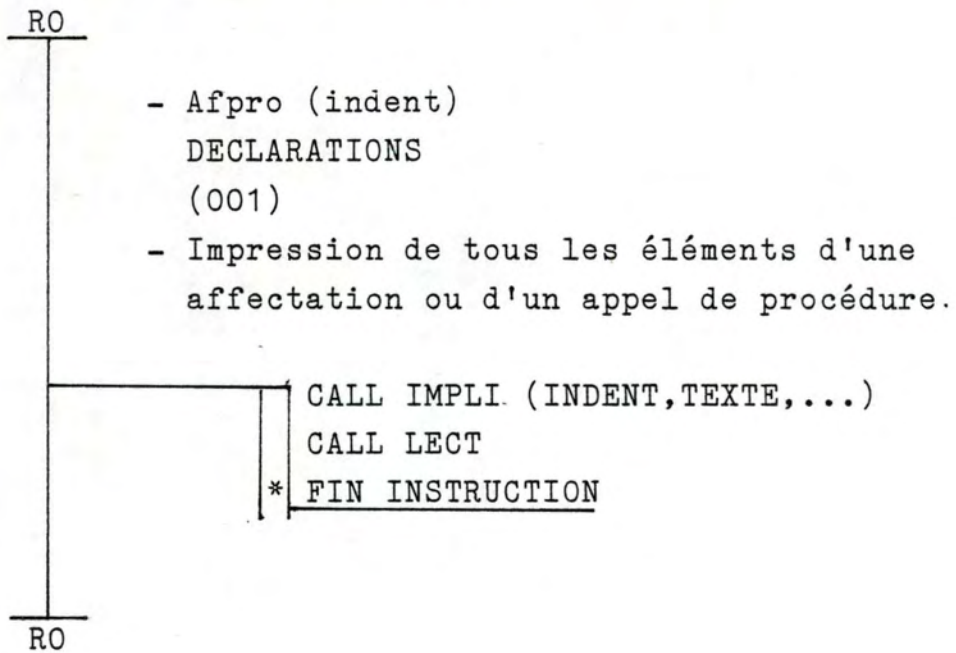 RO
- Afpro (indent)
DECLARATIONS
(001)
- Impression de tous les éléments d'une
affectation ou d'un appel de procédure.
CALL IMPLI (INDENT,TEXTE,...)
CALL LECT
* FIN INSTRUCTION
RO